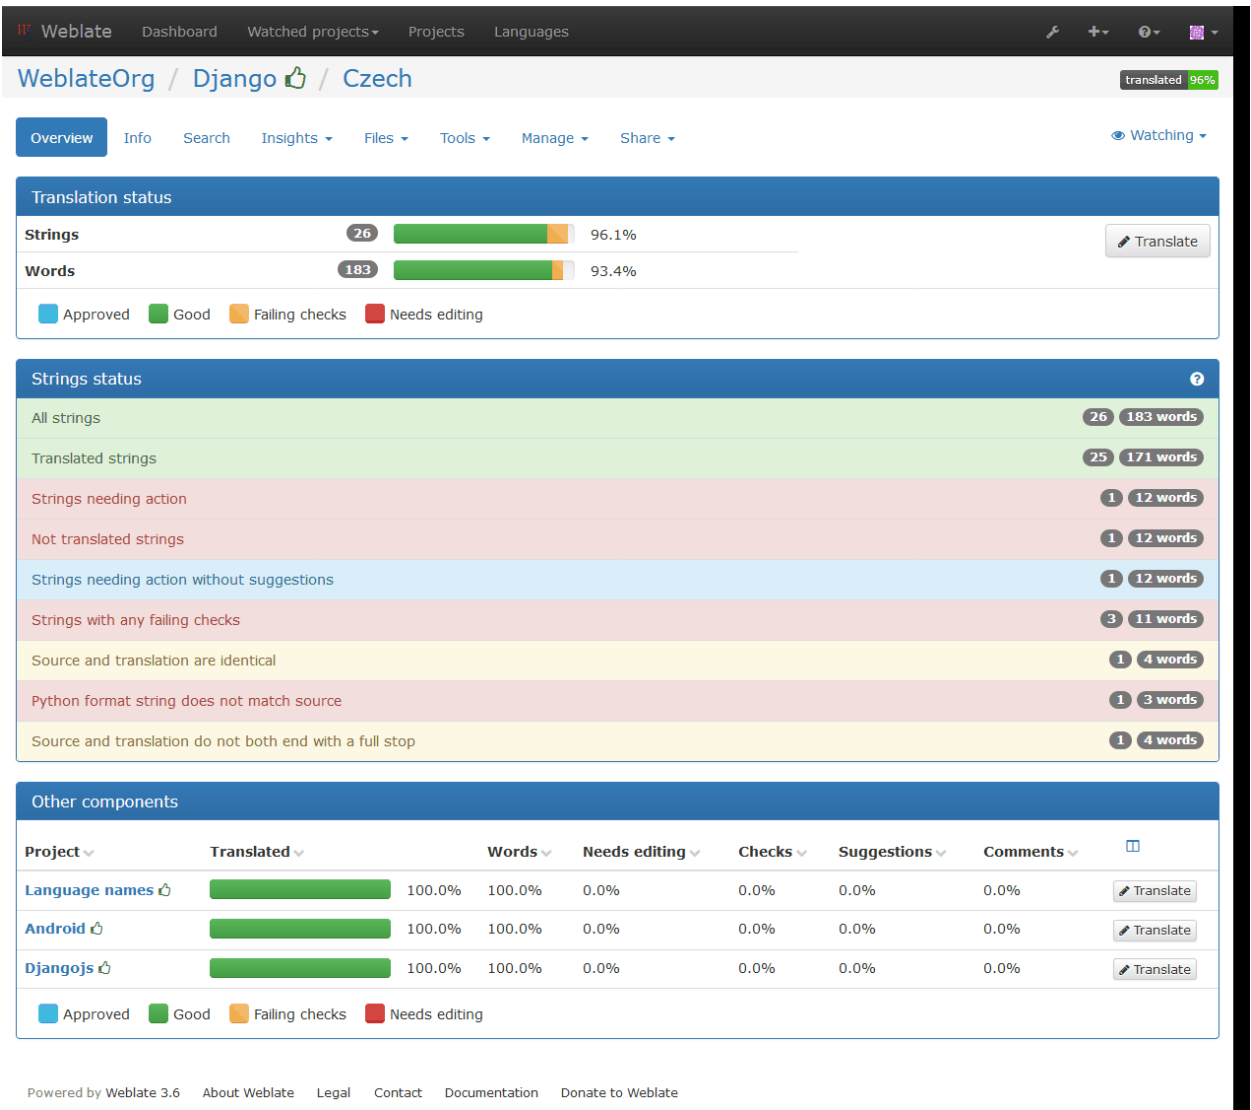 Weblate Dashboard Watched projects Projects Languages
WeblateOrg / Django / Czech translated 96%
Overview Info Search Insights Files Tools Manage Share Watching
Translation status
Strings 26 96.1% Translate
Words 183 93.4%
Approved Good Failing checks Needs editing
Strings status
All strings 26 183 words
Translated strings 25 171 words
Strings needing action 1 12 words
Not translated strings 1 12 words
Strings needing action without suggestions 1 12 words
Strings with any failing checks 3 11 words
Source and translation are identical 1 4 words
Python format string does not match source 1 3 words
Source and translation do not both end with a full stop 1 4 words
Other components
Project Translated Words Needs editing Checks Suggestions Comments
Language names 100.0% 100.0% 0.0% 0.0% 0.0% 0.0% Translate
Android 100.0% 100.0% 0.0% 0.0% 0.0% 0.0% Translate
Djangojs 100.0% 100.0% 0.0% 0.0% 0.0% 0.0% Translate
Approved Good Failing checks Needs editing
Powered by Weblate 3.6 About Weblate Legal Contact Documentation Donate to Weblate